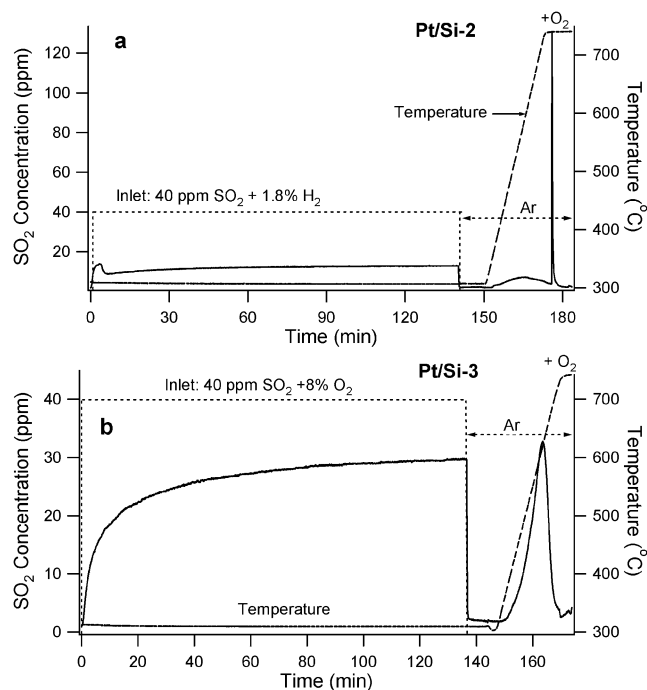 a
Pt/Si-2
+O₂
SO₂ Concentration (ppm)
120
100
80
60
40
20
Temperature
Inlet: 40 ppm SO₂ + 1.8% H₂
Ar
700
600
500
400
300
Temperature (°C)
0
30
60
90
120
150
180
Time (min)
b
Pt/Si-3
+ O₂
SO₂ Concentration (ppm)
40
30
20
10
0
Inlet: 40 ppm SO₂ +8% O₂
Ar
Temperature
700
600
500
400
300
Temperature (°C)
0
20
40
60
80
100
120
140
160
Time (min)